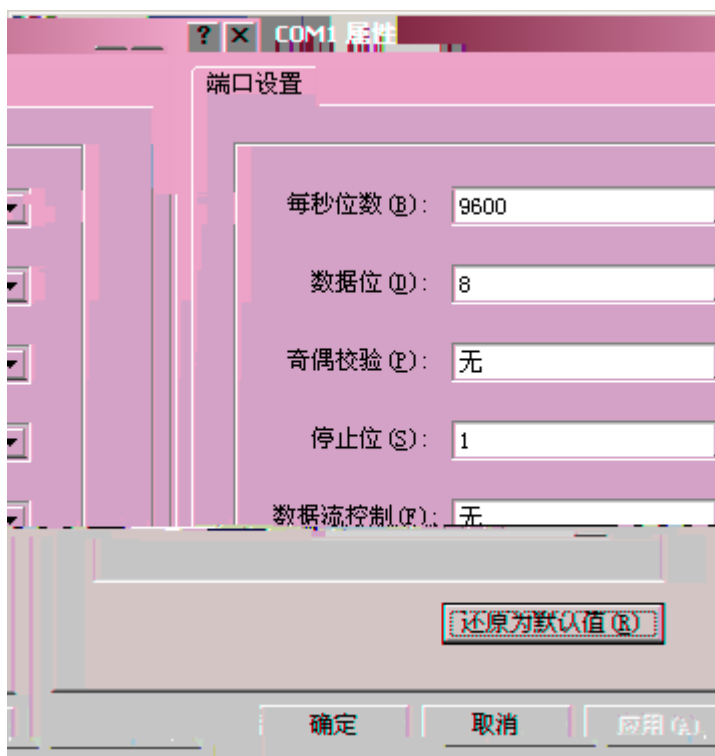 COM1 属性
端口设置
每秒位数(B): 9600
数据位(D): 8
奇偶校验(P): 无
停止位(S): 1
数据流控制(F): 无
还原为默认值(R)
确定 取消 应用(A)